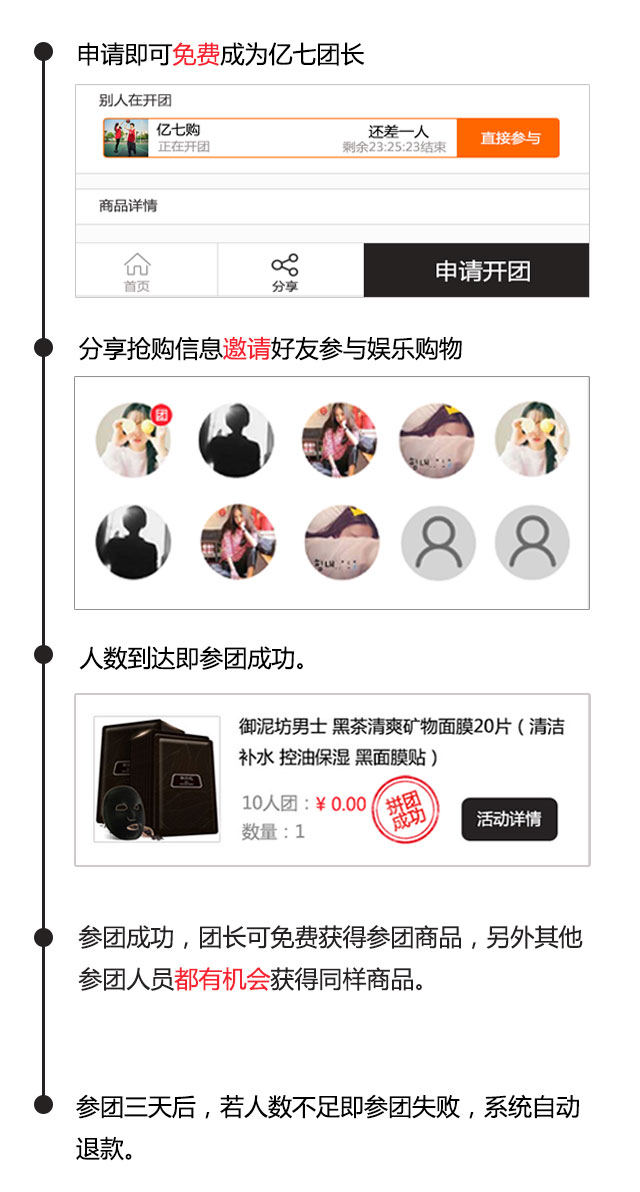 申请即可免费成为亿七团长
别人在开团
亿七购
正在开团
还差一人
剩余23:25:23结束
直接参与
商品详情
首页
分享
申请开团
分享抢购信息邀请好友参与娱乐购物
团
人数到达即参团成功。
御泥坊男士 黑茶清爽矿物面膜20片（清洁
补水 控油保湿 黑面膜贴）
10人团：¥ 0.00
拼团
成功
数量：1
活动详情
参团成功，团长可免费获得参团商品，另外其他
参团人员都有机会获得同样商品。
参团三天后，若人数不足即参团失败，系统自动
退款。